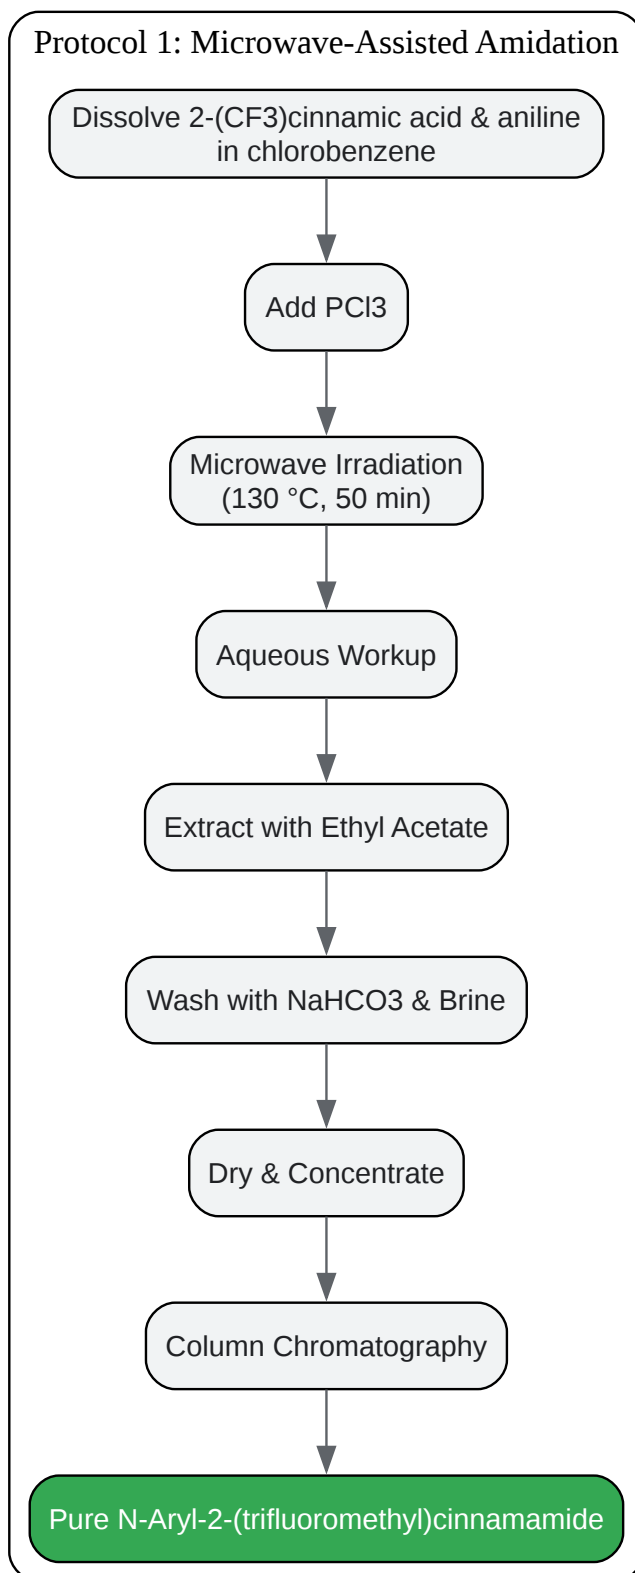 Protocol 1: Microwave-Assisted Amidation
Dissolve 2-(CF3)cinnamic acid & aniline
in chlorobenzene
Add PCl3
Microwave Irradiation
(130 °C, 50 min)
Aqueous Workup
Extract with Ethyl Acetate
Wash with NaHCO3 & Brine
Dry & Concentrate
Column Chromatography
Pure N-Aryl-2-(trifluoromethyl)cinnamamide